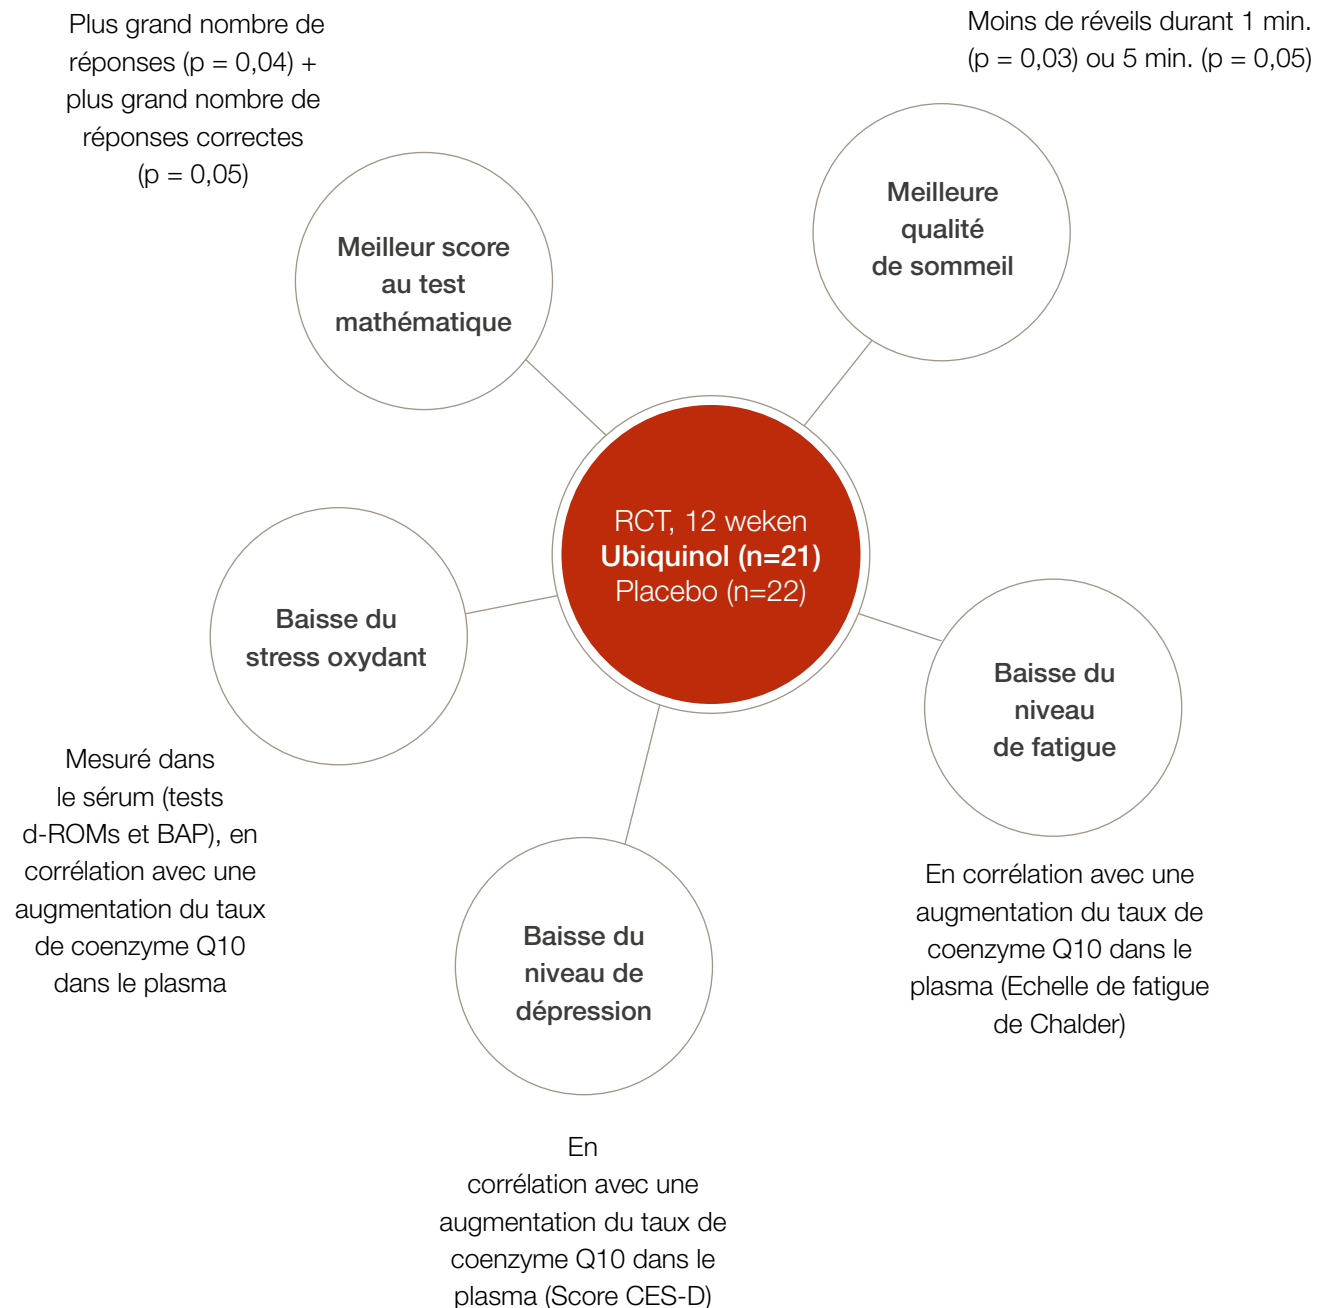 Plus grand nombre de
réponses (p = 0,04) +
plus grand nombre de
réponses correctes
(p = 0,05)
Moins de réveils durant 1 min.
(p = 0,03) ou 5 min. (p = 0,05)
Meilleur score
au test
mathématique
Meilleure
qualité
de sommeil
RCT, 12 weken
Ubiquinol (n=21)
Placebo (n=22)
Baisse du
stress oxydant
Mesuré dans
le sérum (tests
d-ROMs et BAP), en
corrélation avec une
augmentation du taux
de coenzyme Q10
dans le plasma
Baisse du
niveau
de fatigue
En corrélation avec une
augmentation du taux de
coenzyme Q10 dans le
plasma (Echelle de fatigue
de Chalder)
Baisse du
niveau de
dépression
En
corrélation avec une
augmentation du taux de
coenzyme Q10 dans le
plasma (Score CES-D)